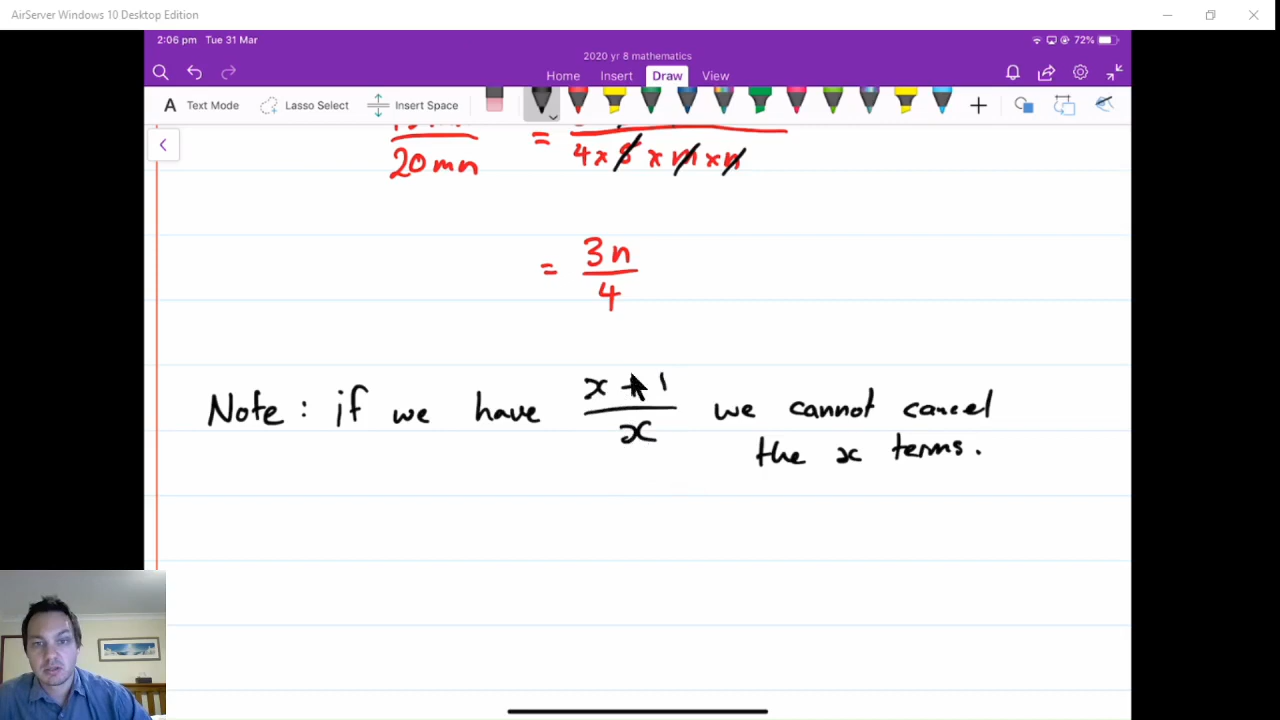 AirServer Windows 10 Desktop Edition
2:06 pm Tue 31 Mar
72%
2020 yr 8 mathematics
Home Insert Draw View
A Text Mode Lasso Select Insert Space
20mn = 4 x 5 x m x n
= 3n
4
Note: if we have x + 1 we cannot cancel
x the x terms.